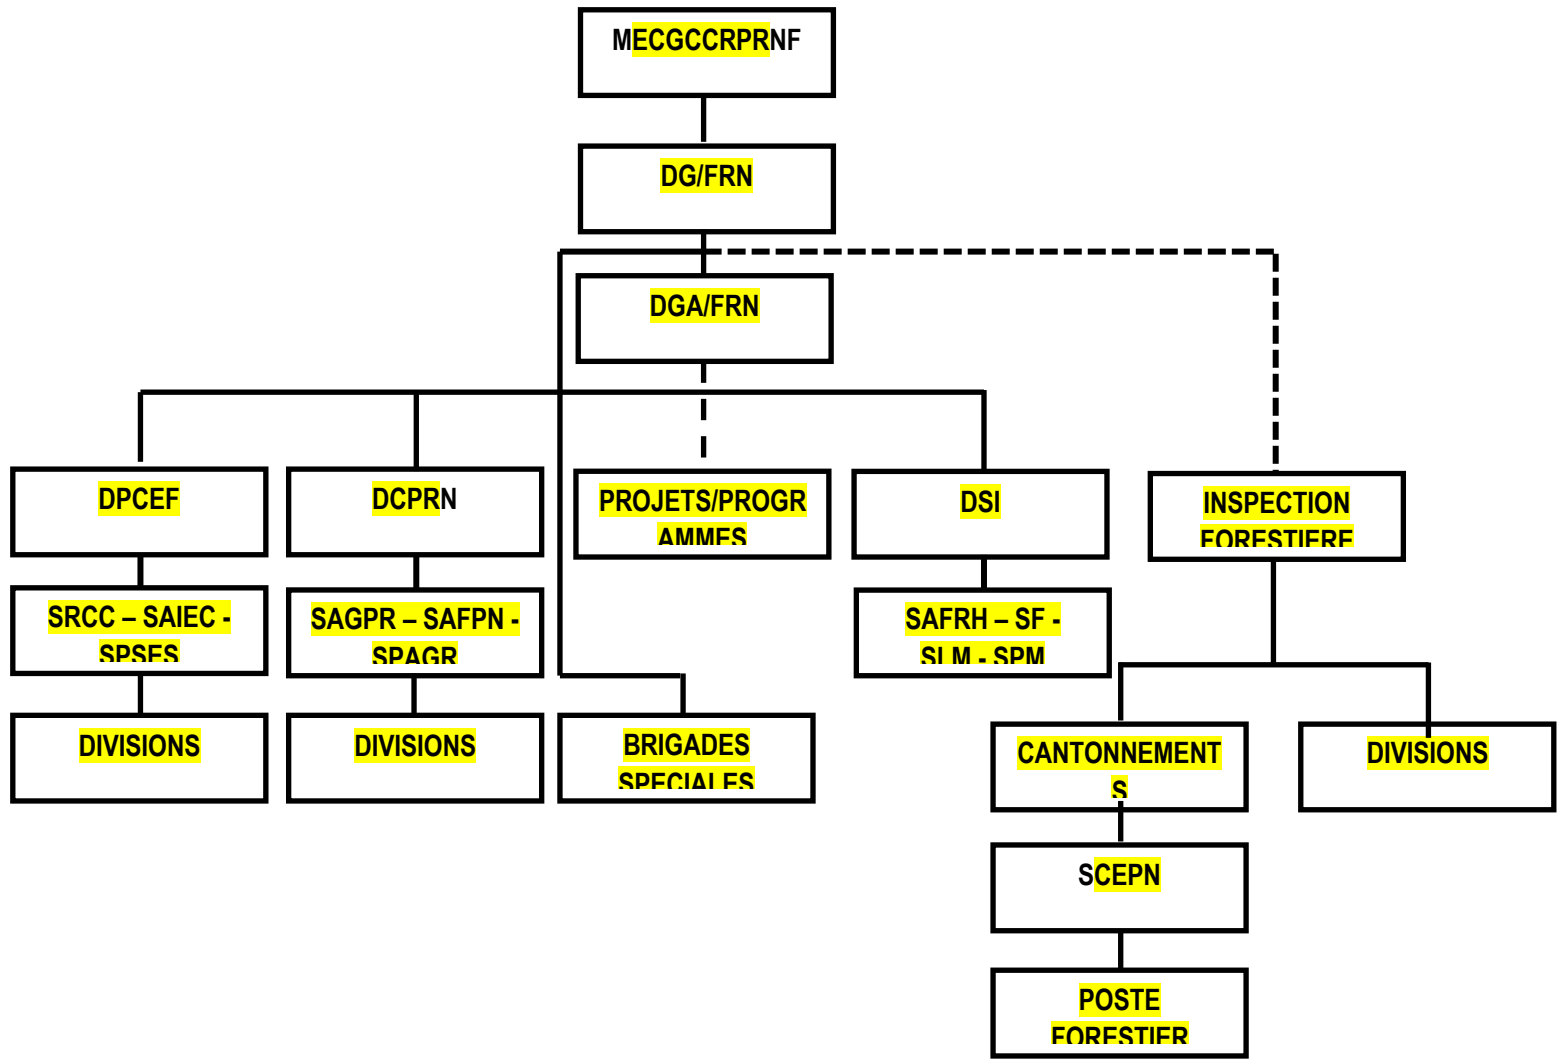 MECGCCRPRNF
DG/FRN
DGA/FRN
DPCEF
DCPRN
PROJETS/PROGR
AMMES
DSI
INSPECTION
FORESTIERE
SRCC – SAIEC -
SPSES
SAGPR – SAFPN -
SPAGR
SAFRH – SF -
SLM - SPM
DIVISIONS
DIVISIONS
BRIGADES
SPECIALES
CANTONNEMENT
S
DIVISIONS
SCEPN
POSTE
FORESTIER